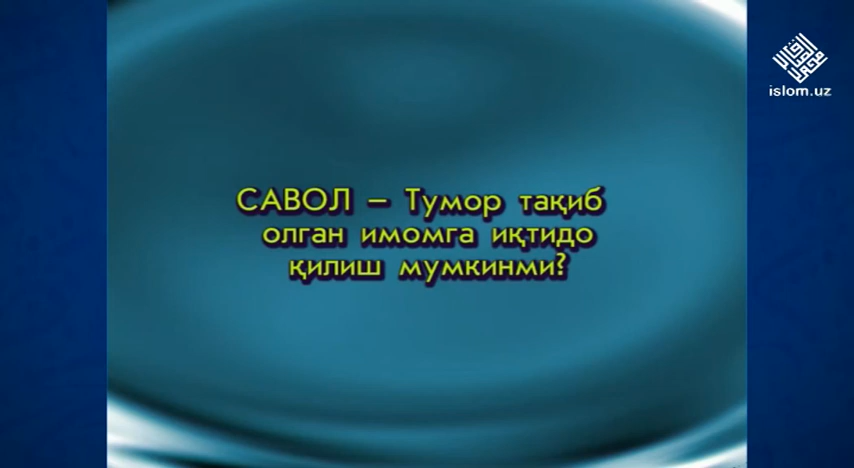 islom.uz
САВОЛ – Тумор тақиб
олган имомга иқтидо
қилиш мумкинми?